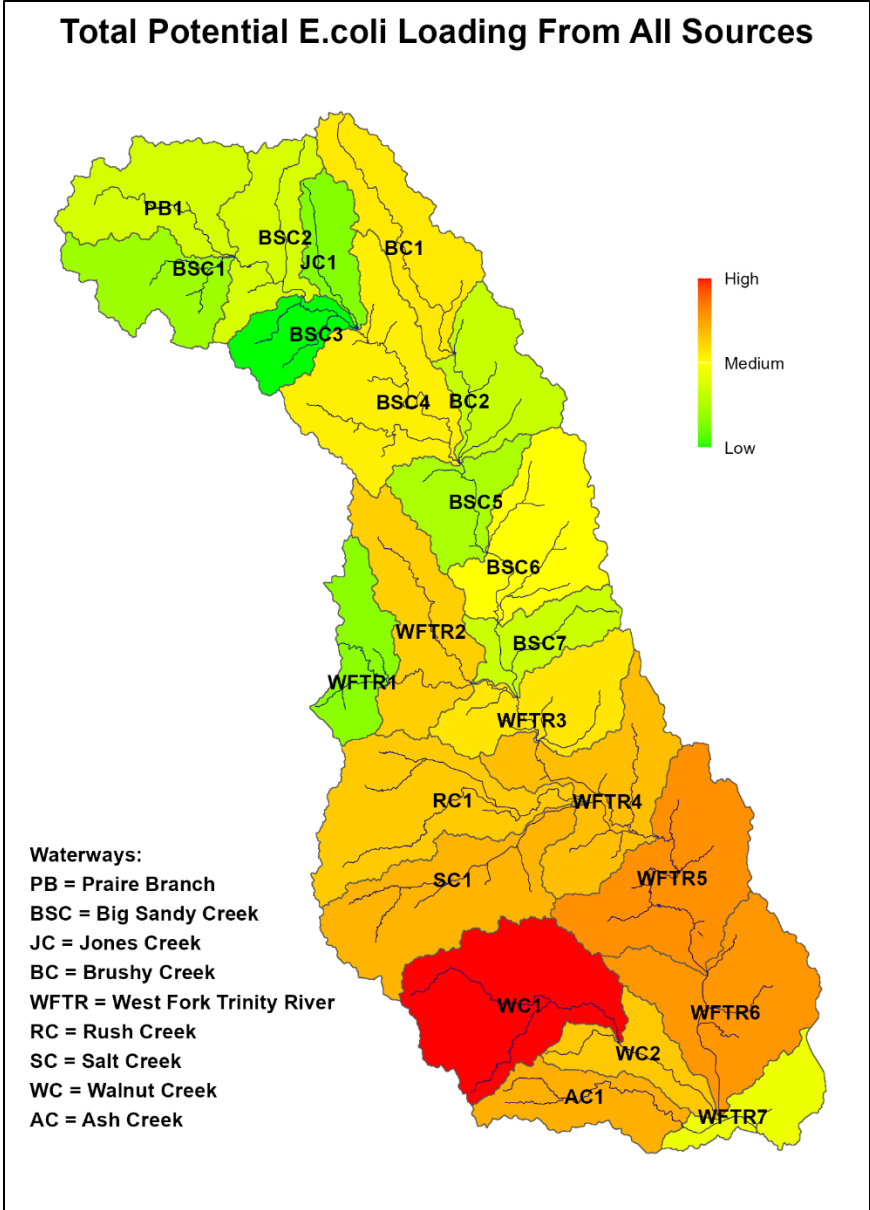 Total Potential E.coli Loading From All Sources
PB1
BSC2
BC1
JC1
BSC1
High
BSC3
Medium
BSC4
BC2
Low
BSC5
BSC6
WFTR2
BSC7
WFTR1
WFTR3
RC1
WFTR4
SC1
WFTR5
WC1
WFTR6
WC2
AC1
WFTR7
Waterways:
PB = Praire Branch
BSC = Big Sandy Creek
JC = Jones Creek
BC = Brushy Creek
WFTR = West Fork Trinity River
RC = Rush Creek
SC = Salt Creek
WC = Walnut Creek
AC = Ash Creek